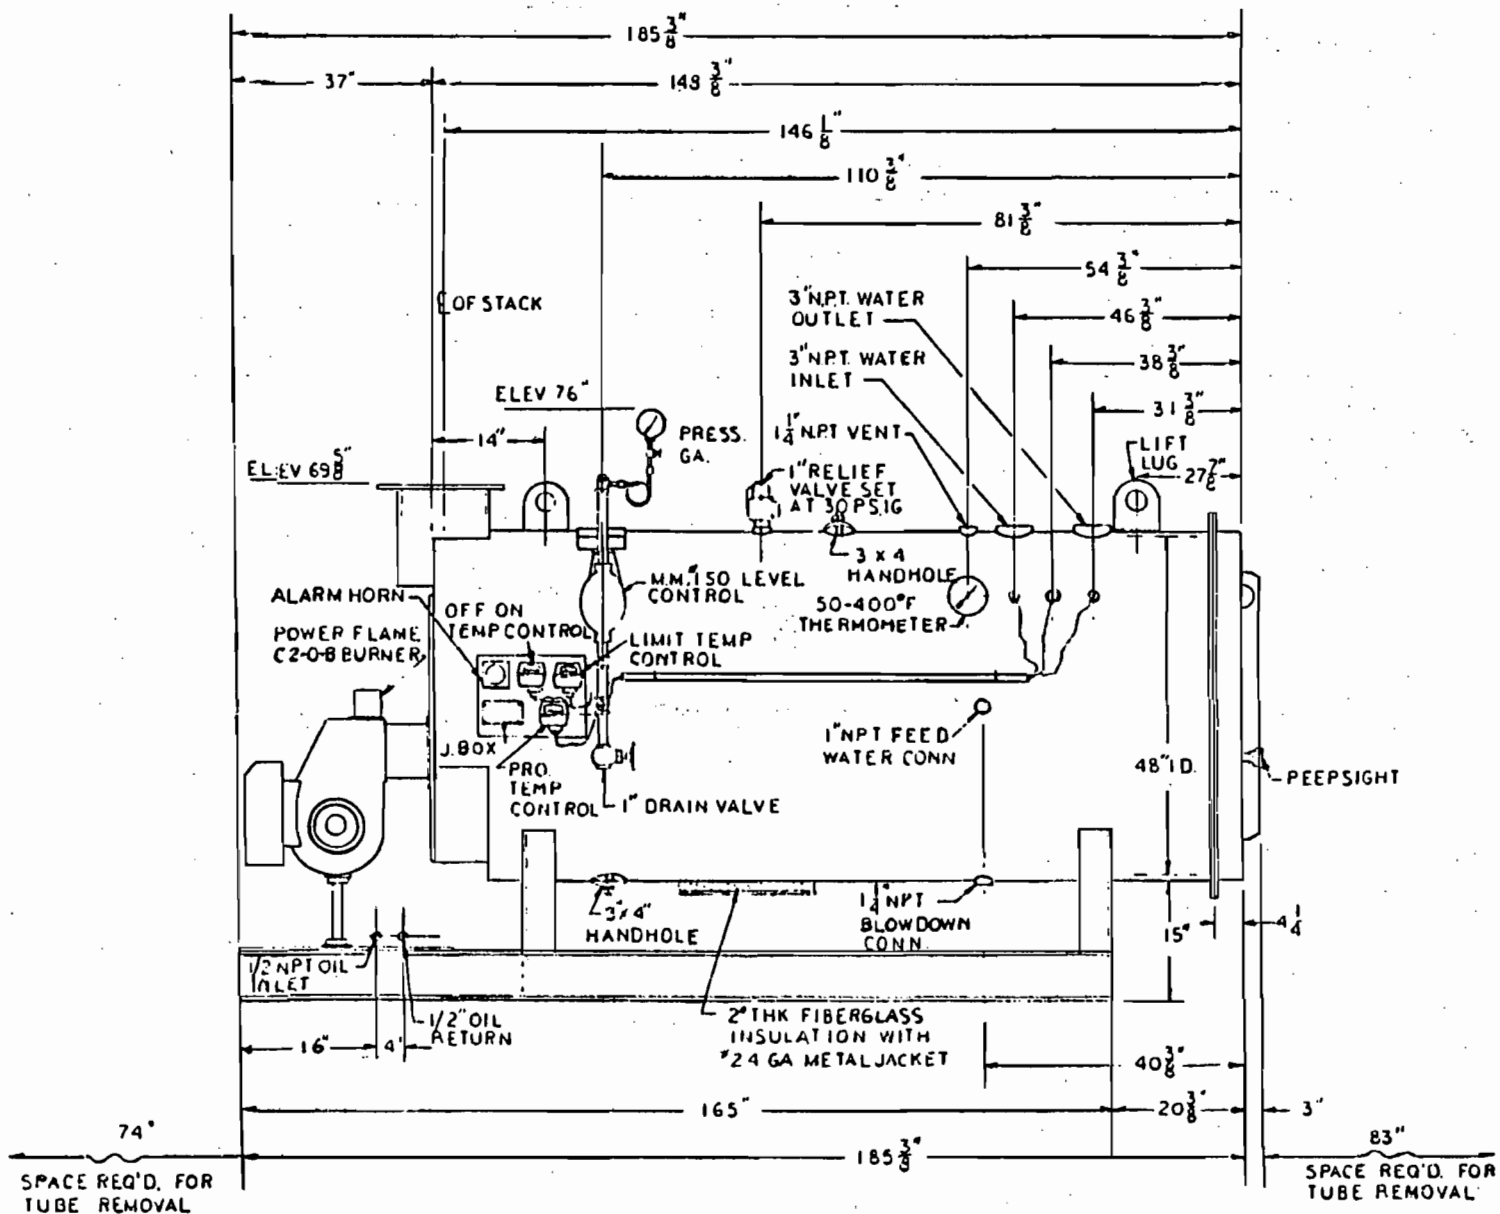 185 3/8"
37"
148 3/8"
146 1/8"
110 3/8"
81 3/8"
54 3/8"
3" N.P.T. WATER
OUTLET
46 3/8"
℄ OF STACK
3" N.P.T. WATER
INLET
38 3/8"
ELEV 76"
31 3/8"
1 1/4" NPT VENT
14"
PRESS.
GA.
LIFT
LUG
27 7/8"
ELEV 69 5/8"
1" RELIEF
VALVE SET
AT 30 PSIG
3 x 4
HANDHOLE
M.M. #150 LEVEL
CONTROL
ALARM HORN
OFF ON
TEMP CONTROL
50-400°F
THERMOMETER
POWER FLAME
C2-0-B BURNER
LIMIT TEMP
CONTROL
J. BOX
1" NPT FEED
WATER CONN
48" I D.
PEEPSIGHT
PRO.
TEMP
CONTROL
1" DRAIN VALVE
3" x 4"
HANDHOLE
1 1/4" NPT
BLOWDOWN
CONN.
15"
4 1/4
1/2 NPT OIL
INLET
1/2" OIL
RETURN
2" THK FIBERGLASS
INSULATION WITH
#24 GA METAL JACKET
16"
4"
40 3/8"
165"
20 3/8"
3"
74"
185 3/8"
83"
SPACE REQ'D. FOR
TUBE REMOVAL
SPACE REQ'D. FOR
TUBE REMOVAL